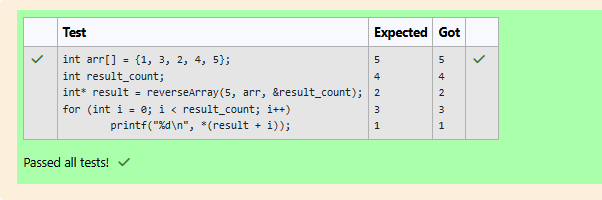 Test Expected Got
int arr[] = {1, 3, 2, 4, 5}; 5 5
int result_count; 4 4
int* result = reverseArray(5, arr, &result_count); 2 2
for (int i = 0; i < result_count; i++) 3 3
printf("%d\n", *(result + i)); 1 1
Passed all tests!